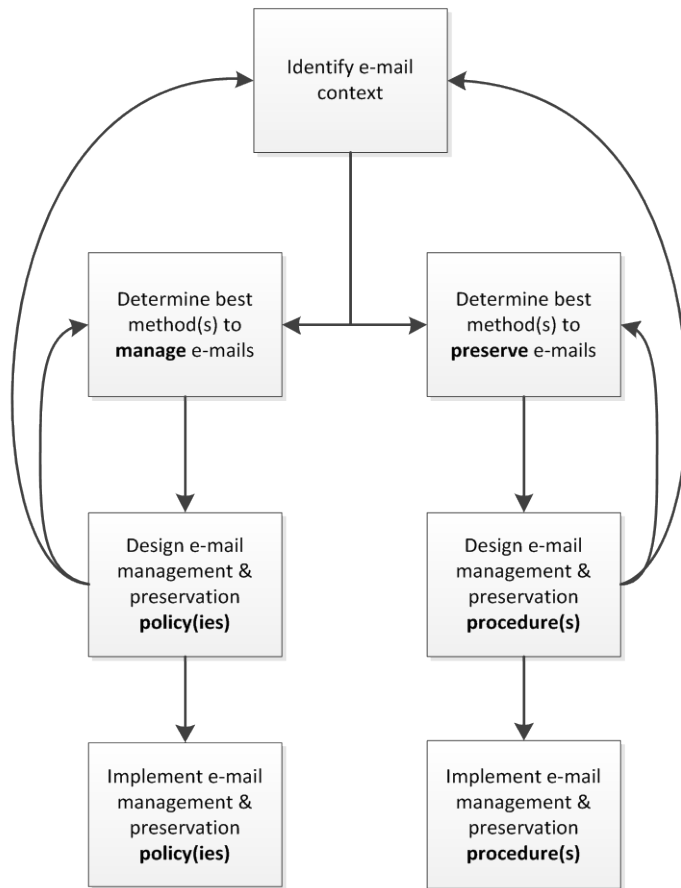 Identify e-mail
context
Determine best
method(s) to
manage e-mails
Determine best
method(s) to
preserve e-mails
Design e-mail
management &
preservation
policy(ies)
Design e-mail
management &
preservation
procedure(s)
Implement e-mail
management &
preservation
policy(ies)
Implement e-mail
management &
preservation
procedure(s)